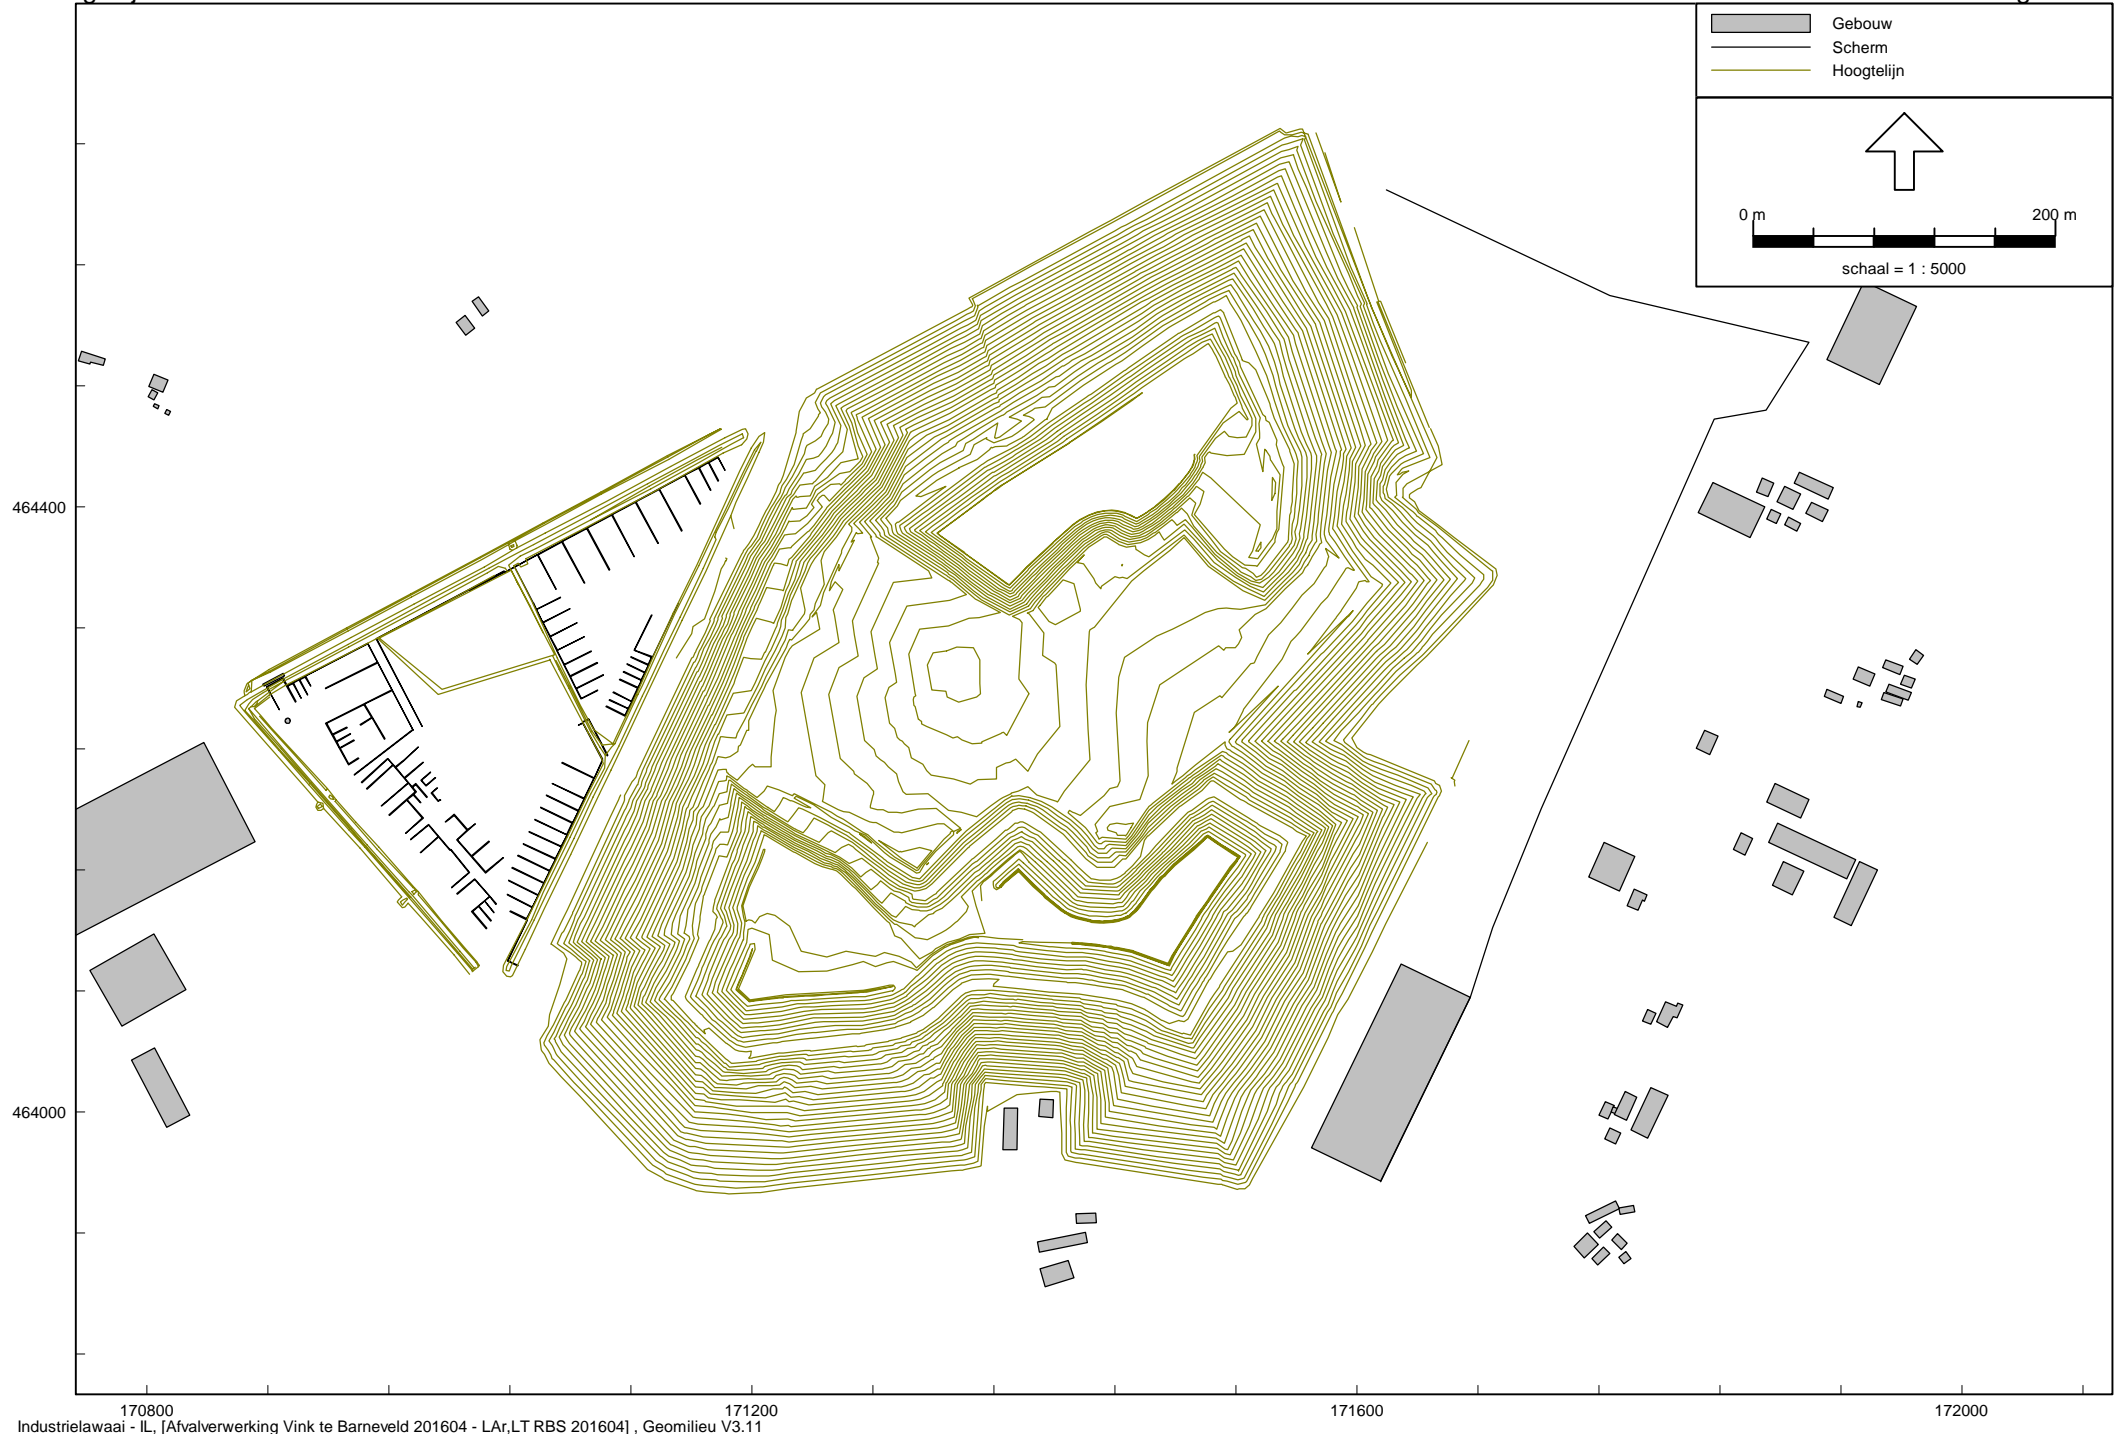 Gebouw
Scherm
Hoogtelijn
0 m 200 m
schaal = 1 : 5000
464400
464000
170800 171200 171600 172000
Industrielawaai - IL, [Afvalverwerking Vink te Barneveld 201604 - LAr,LT RBS 201604] , Geomilieu V3.11